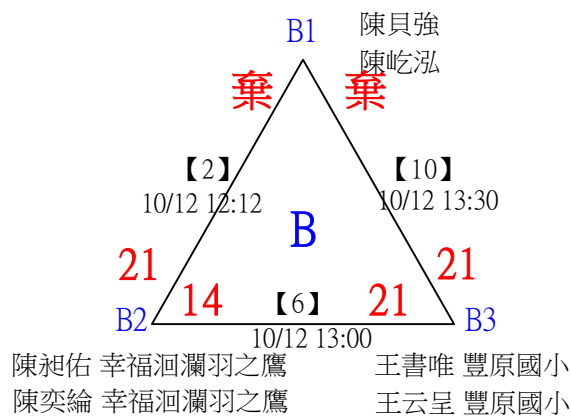 B1
陳貝強
陳屹泓
棄 棄
【2】
10/12 12:12
【10】
10/12 13:30
B
21
21
B2
14
【6】
21
B3
10/12 13:00
陳昶佑 幸福洄瀾羽之鷹
王書唯 豐原國小
陳奕綸 幸福洄瀾羽之鷹
王云呈 豐原國小